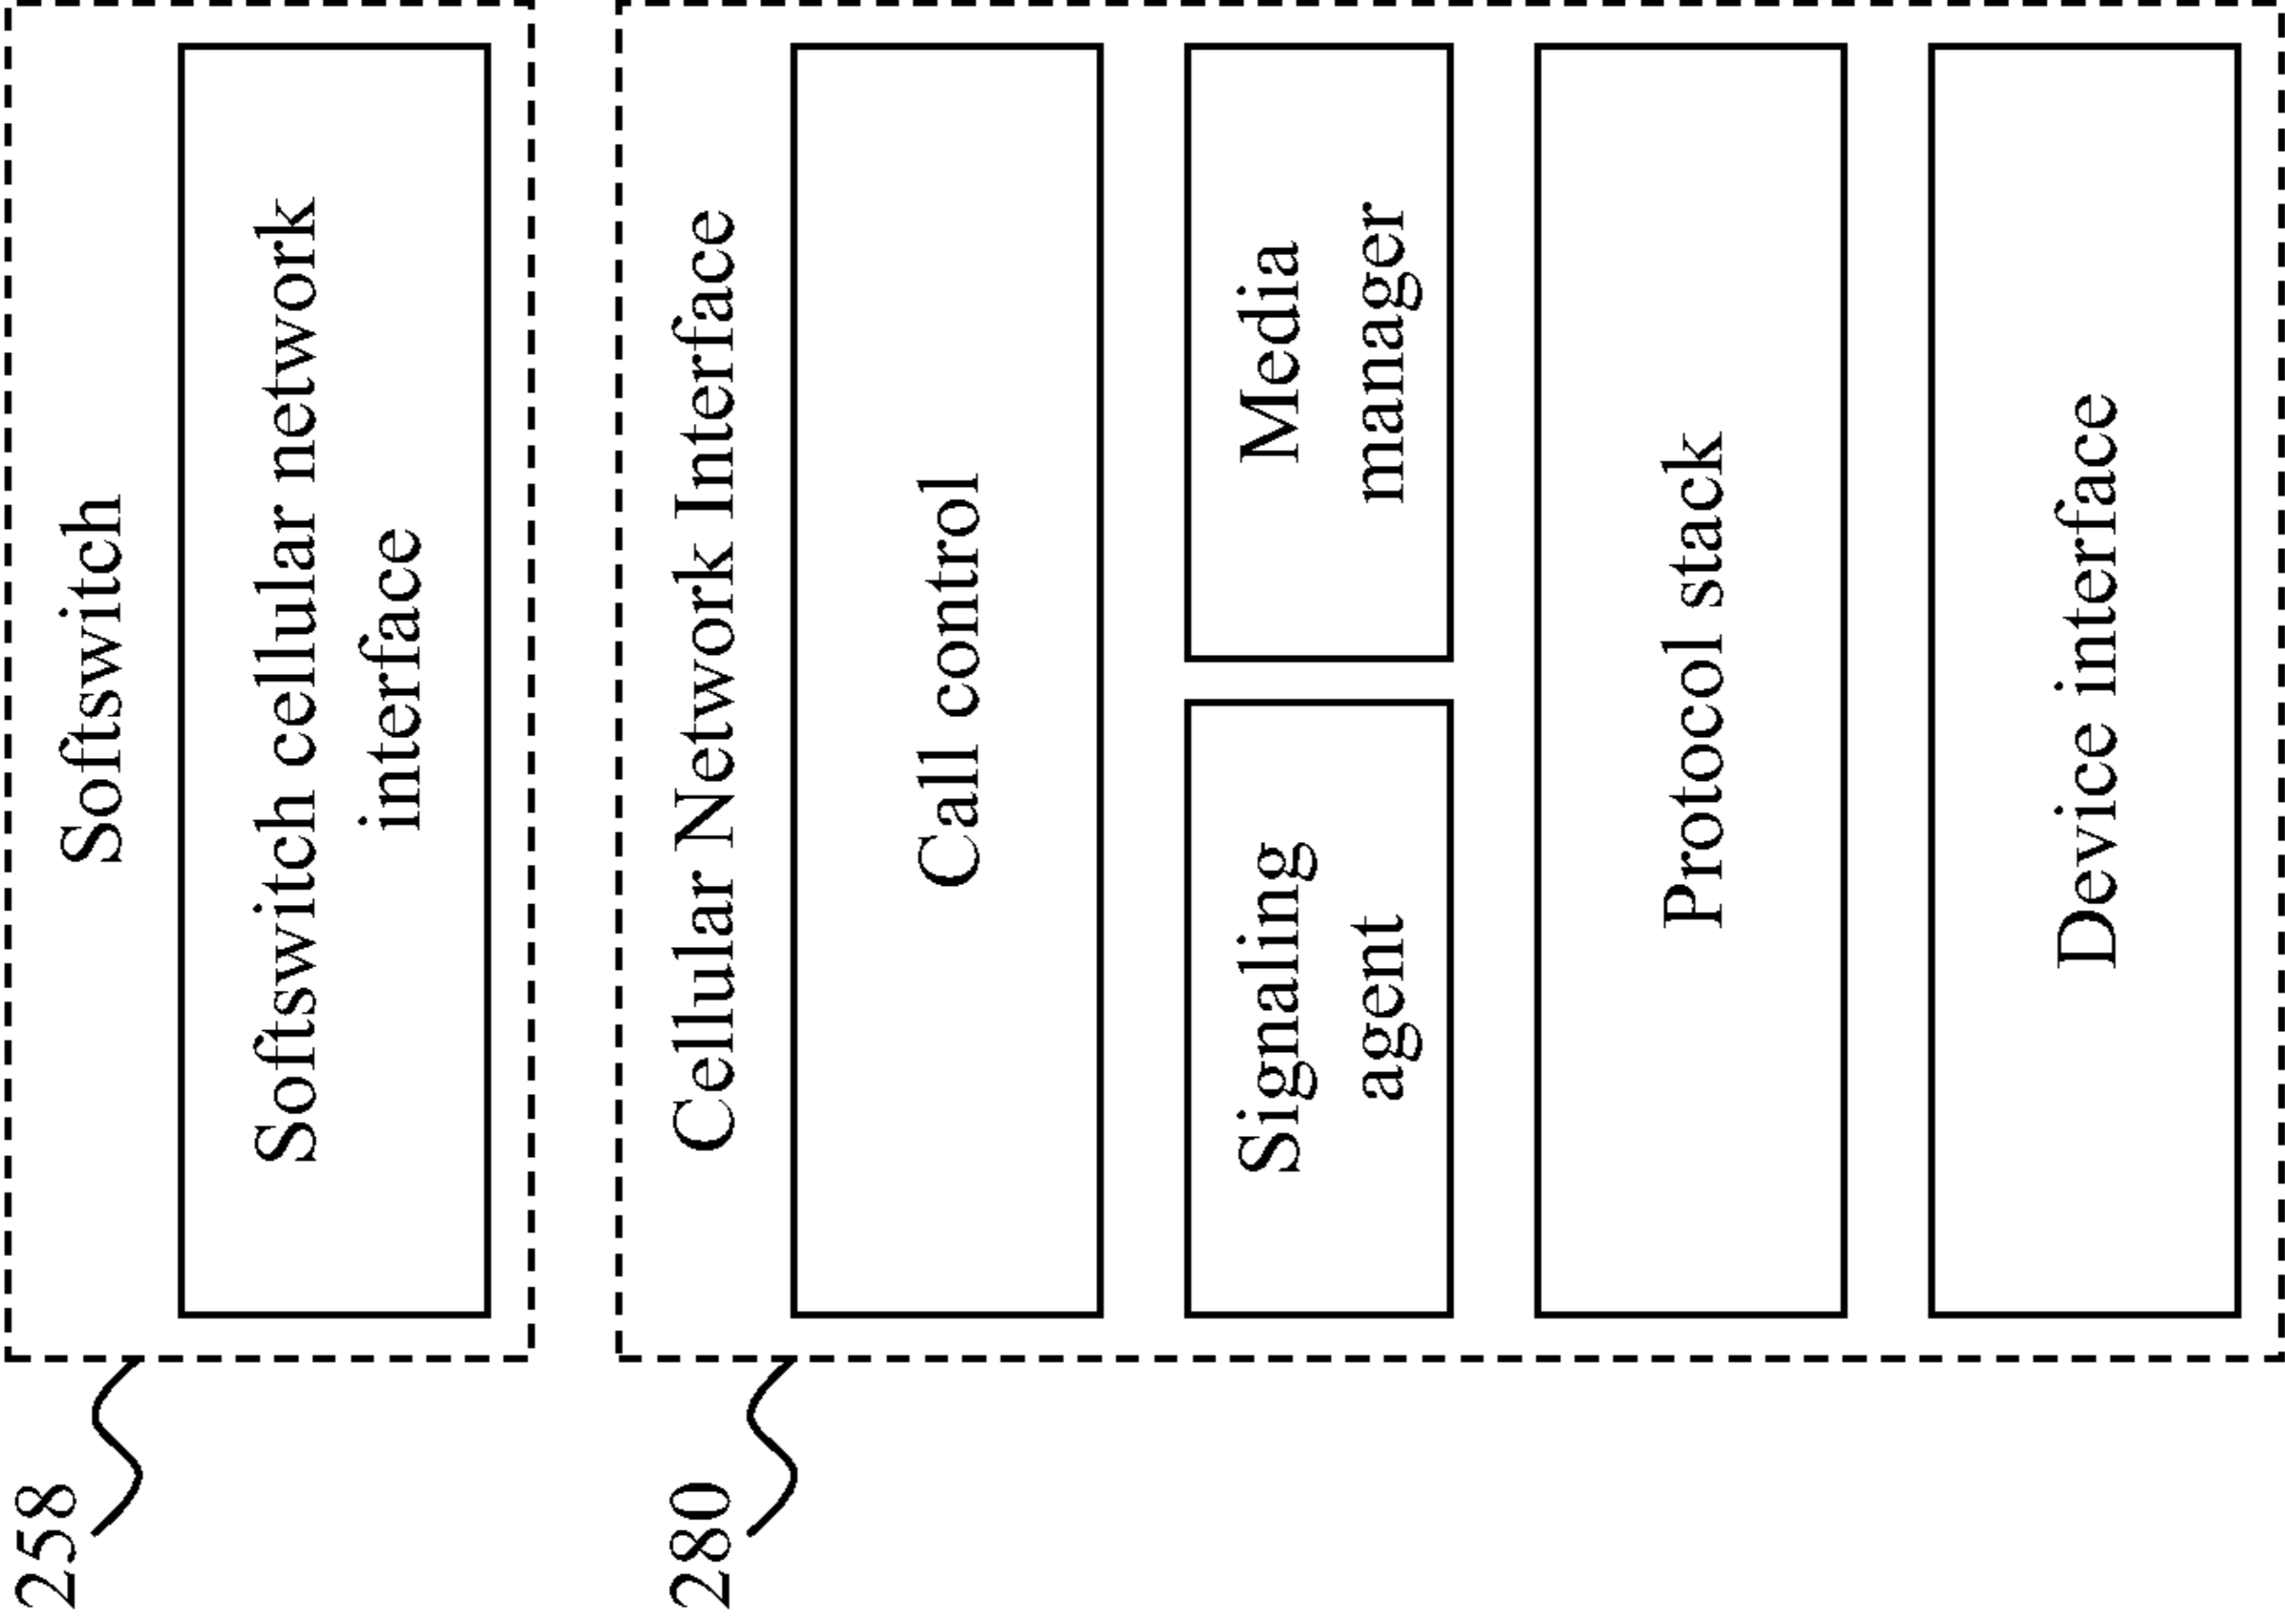 258
Softswitch
Softswitch cellular network
interface
280
Cellular Network Interface
Call control
Signaling
agent
Media
manager
Protocol stack
Device interface